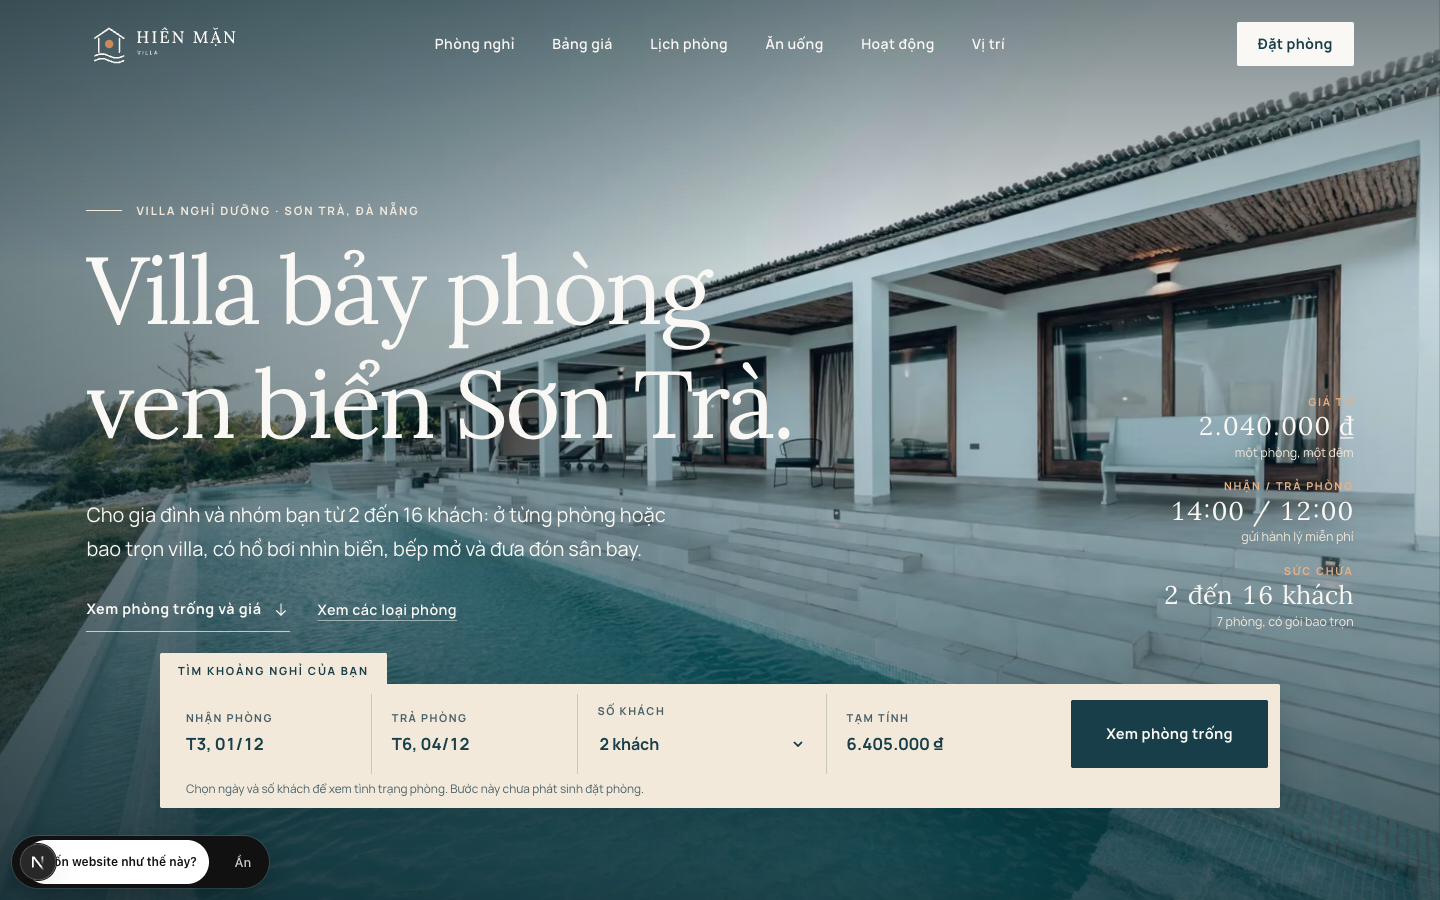 HIÊN MẶN
VILLA
Phòng nghỉ
Bảng giá
Lịch phòng
Ăn uống
Hoạt động
Vị trí
Đặt phòng
VILLA NGHỈ DƯỠNG · SƠN TRÀ, ĐÀ NẴNG
Villa bảy phòng
ven biển Sơn Trà.
Cho gia đình và nhóm bạn từ 2 đến 16 khách: ở từng phòng hoặc
bao trọn villa, có hồ bơi nhìn biển, bếp mở và đưa đón sân bay.
Xem phòng trống và giá ↓
Xem các loại phòng
GIÁ TỪ
2.040.000 ₫
một phòng, một đêm
NHẬN / TRẢ PHÒNG
14:00 / 12:00
gửi hành lý miễn phí
SỨC CHỨA
2 đến 16 khách
7 phòng, có gói bao trọn
TÌM KHOẢNG NGHỈ CỦA BẠN
NHẬN PHÒNG
T3, 01/12
TRẢ PHÒNG
T6, 04/12
SỐ KHÁCH
2 khách
TẠM TÍNH
6.405.000 ₫
Xem phòng trống
Chọn ngày và số khách để xem tình trạng phòng. Bước này chưa phát sinh đặt phòng.
N
website như thế này?
Ẩn